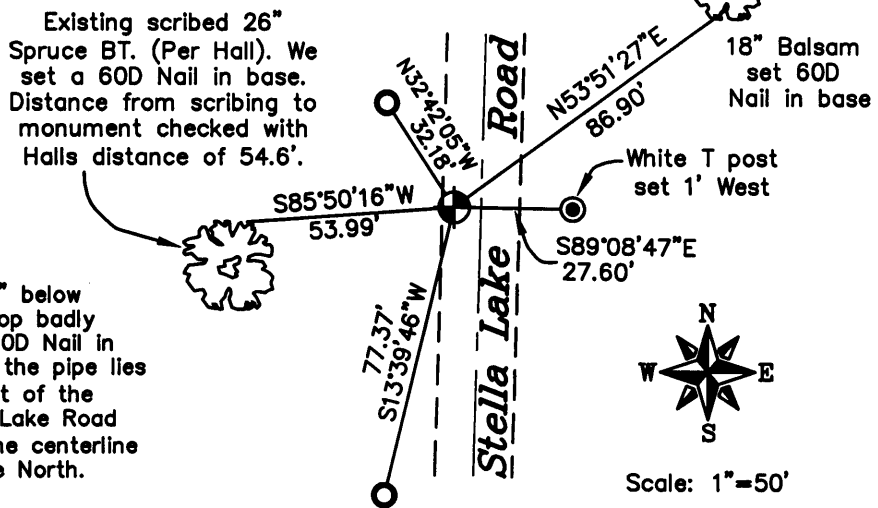 Existing scribed 26"
Spruce BT. (Per Hall). We
set a 60D Nail in base.
Distance from scribing to
monument checked with
Halls distance of 54.6'.
N32°42'05"W
32.18'
Road
N53°51'27"E
86.90'
18" Balsam
set 60D
Nail in base
White T post
set 1' West
S85°50'16"W
53.99'
S89°08'47"E
27.60'
" below
op badly
0D Nail in
the pipe lies
t of the
Lake Road
ne centerline
e North.
77.37'
S13°39'46"W
Stella Lake
N
W E
S
Scale: 1"=50'